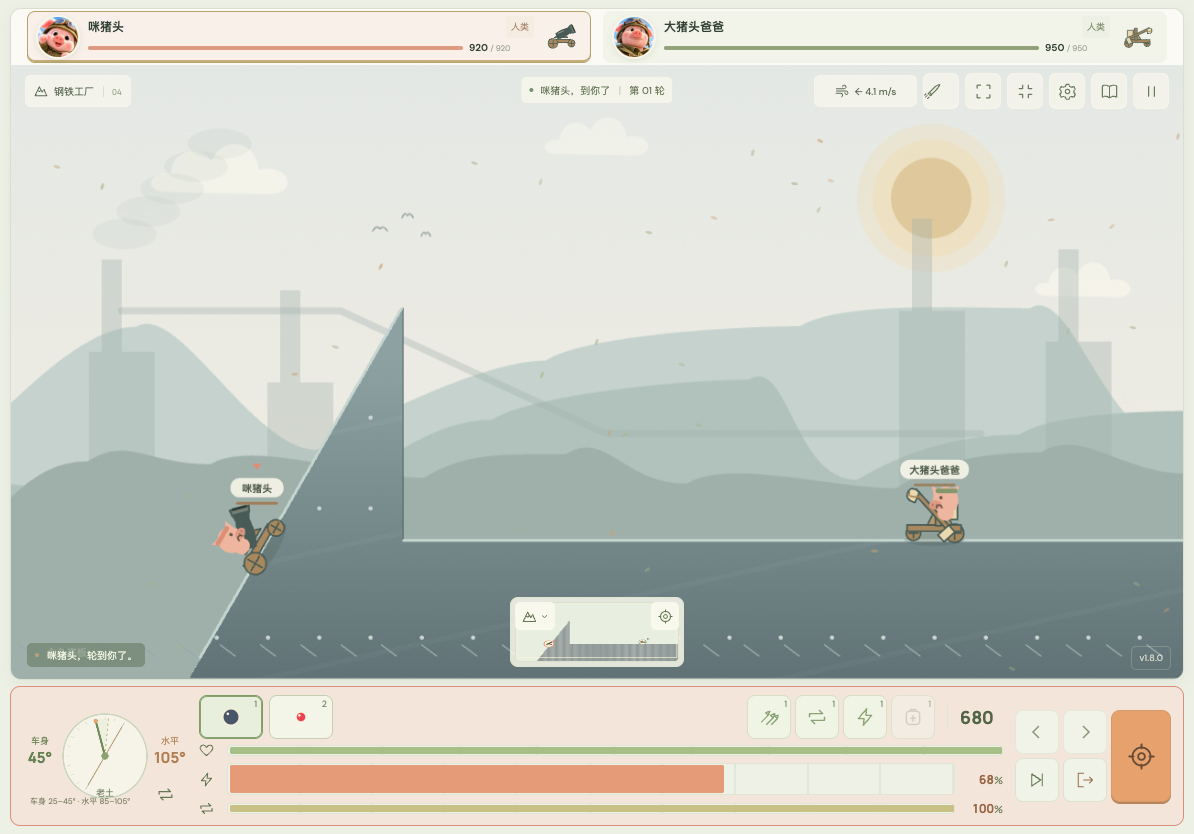 咪猪头
人类
920 / 920
大猪头爸爸
人类
950 / 950
钢铁工厂 04
咪猪头，到你了 第 01 轮
← 4.1 m/s
咪猪头
大猪头爸爸
咪猪头，轮到你了。
v1.8.0
车身
45°
水平
105°
老土
车身 25–45° · 水平 85–105°
1
2
1
1
1
1
680
68%
100%